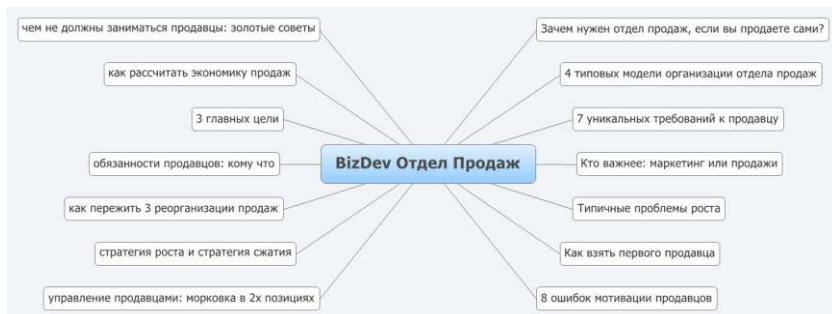 чем не должны заниматься продавцы: золотые советы
Зачем нужен отдел продаж, если вы продаете сами?
как рассчитать экономику продаж
4 типовых модели организации отдела продаж
3 главных цели
7 уникальных требований к продавцу
обязанности продавцов: кому что
BizDev Отдел Продаж
Кто важнее: маркетинг или продажи
как пережить 3 реорганизации продаж
Типичные проблемы роста
стратегия роста и стратегия сжатия
Как взять первого продавца
управление продавцами: морковка в 2х позициях
8 ошибок мотивации продавцов